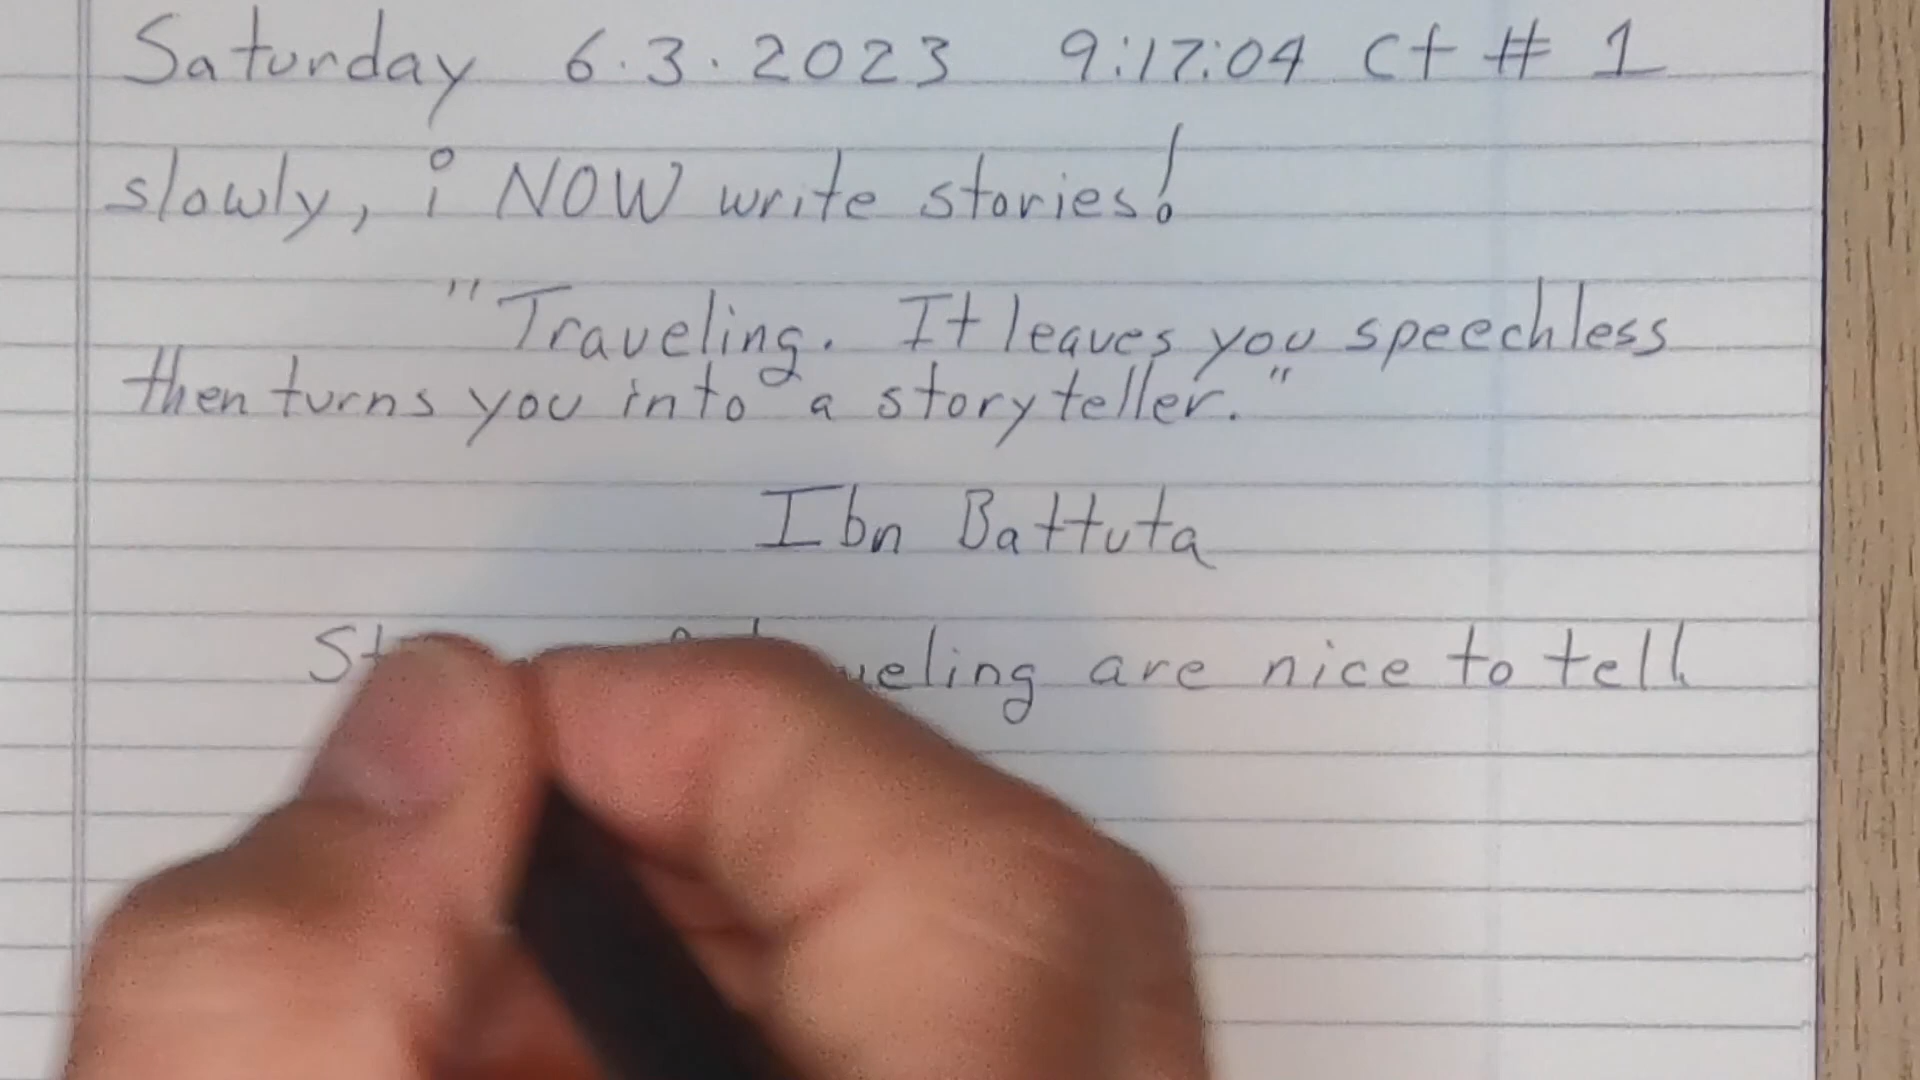 Saturday 6.3.2023 9:17:04 Ct # 1
slowly, i NOW write stories!
"Traveling. It leaves you speechless
then turns you into a storyteller."
Ibn Battuta
are nice to tell